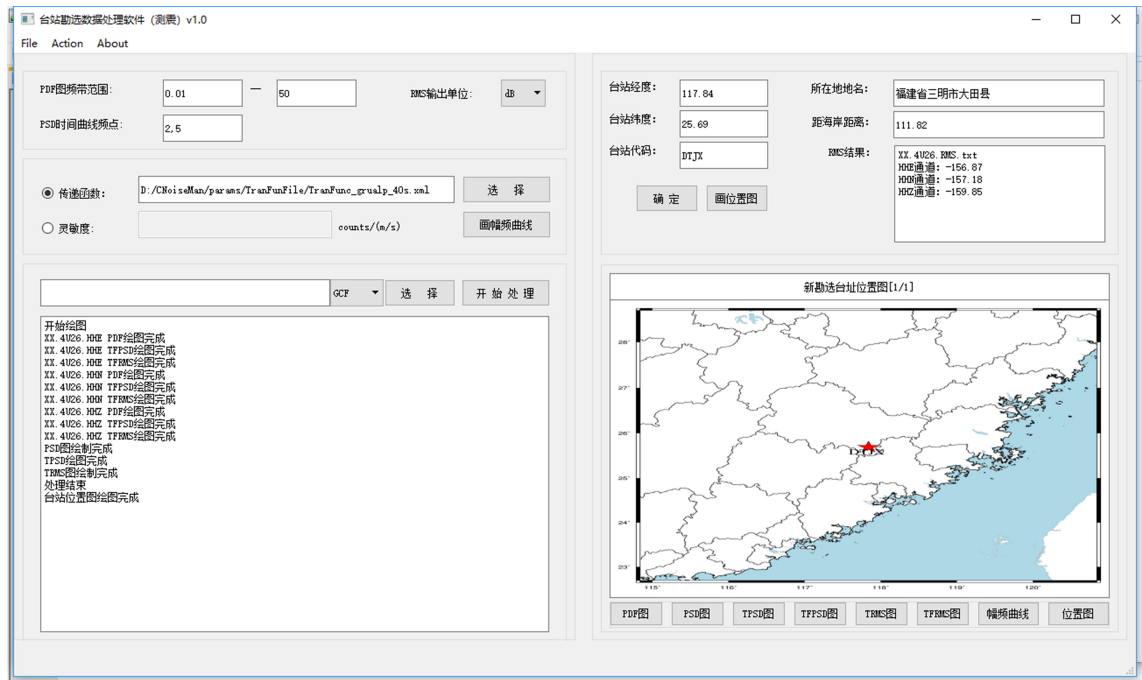 台站勘选数据处理软件（测震）v1.0
File Action About
PDF图频带范围: 0.01 — 50 RMS输出单位: dB
PSD时间曲线频点: 2,5
传递函数: D:/CNoiseMan/params/TranFunFile/TranFunc_grualp_40s.xml 选 择
灵敏度: counts/(m/s) 画幅频曲线
GCF 选 择 开 始 处 理
开始绘图
XX.4U26.HHE PDF绘图完成
XX.4U26.HHE TFPSD绘图完成
XX.4U26.HHE TFRMS绘图完成
XX.4U26.HHN PDF绘图完成
XX.4U26.HHN TFPSD绘图完成
XX.4U26.HHN TFRMS绘图完成
XX.4U26.HHZ PDF绘图完成
XX.4U26.HHZ TFPSD绘图完成
XX.4U26.HHZ TFRMS绘图完成
PSD图绘制完成
TPSD绘图完成
TRMS图绘制完成
处理结束
台站位置图绘图完成
台站经度: 117.84 所在地地名: 福建省三明市大田县
台站纬度: 25.69 距海岸距离: 111.82
台站代码: DTJX RMS结果:
XX.4U26.RMS.txt
HHE通道: -156.87
HHN通道: -157.18
HHZ通道: -159.85
确 定 画位置图
新勘选台址位置图[1/1]
28°
27°
26°
DTJX
25°
24°
23°
115° 116° 117° 118° 119° 120°
PDF图 PSD图 TPSD图 TFPSD图 TRMS图 TFRMS图 幅频曲线 位置图